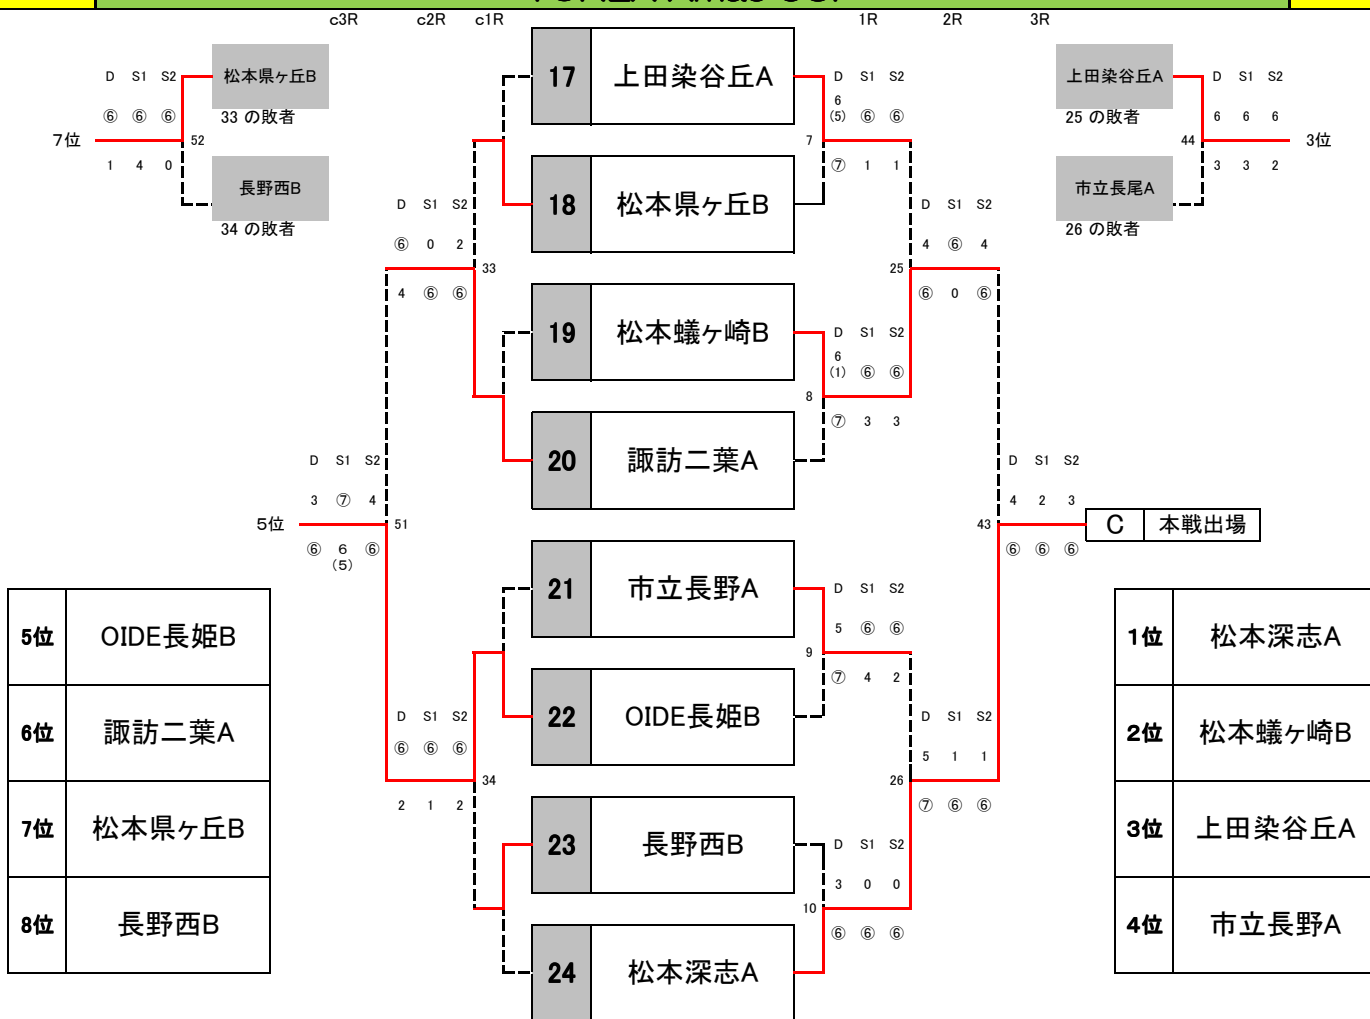 c3R c2R c1R 1R 2R 3R
D S1 S2 松本県ヶ丘B
⑥ ⑥ ⑥ 33 の敗者
7位 52
1 4 0 長野西B
34 の敗者
17 上田染谷丘A
D S1 S2
6 ⑥ ⑥
(5)
7
⑦ 1 1
上田染谷丘A D S1 S2
25 の敗者 6 6 6
44 3位
市立長尾A 3 3 2
26 の敗者
18 松本県ヶ丘B
D S1 S2
⑥ 0 2
33
4 ⑥ ⑥
D S1 S2
4 ⑥ 4
25
⑥ 0 ⑥
19 松本蟻ヶ崎B
D S1 S2
6 ⑥ ⑥
(1)
8
⑦ 3 3
20 諏訪二葉A
D S1 S2
3 ⑦ 4
5位 51
⑥ 6 ⑥
(5)
D S1 S2
4 2 3
43 C 本戦出場
⑥ ⑥ ⑥
21 市立長野A
D S1 S2
5 ⑥ ⑥
9
⑦ 4 2
22 OIDE長姫B
D S1 S2
⑥ ⑥ ⑥
34
2 1 2
D S1 S2
5 1 1
26
⑦ ⑥ ⑥
23 長野西B
D S1 S2
3 0 0
10
⑥ ⑥ ⑥
24 松本深志A
5位 OIDE長姫B
6位 諏訪二葉A
7位 松本県ヶ丘B
8位 長野西B
1位 松本深志A
2位 松本蟻ヶ崎B
3位 上田染谷丘A
4位 市立長野A